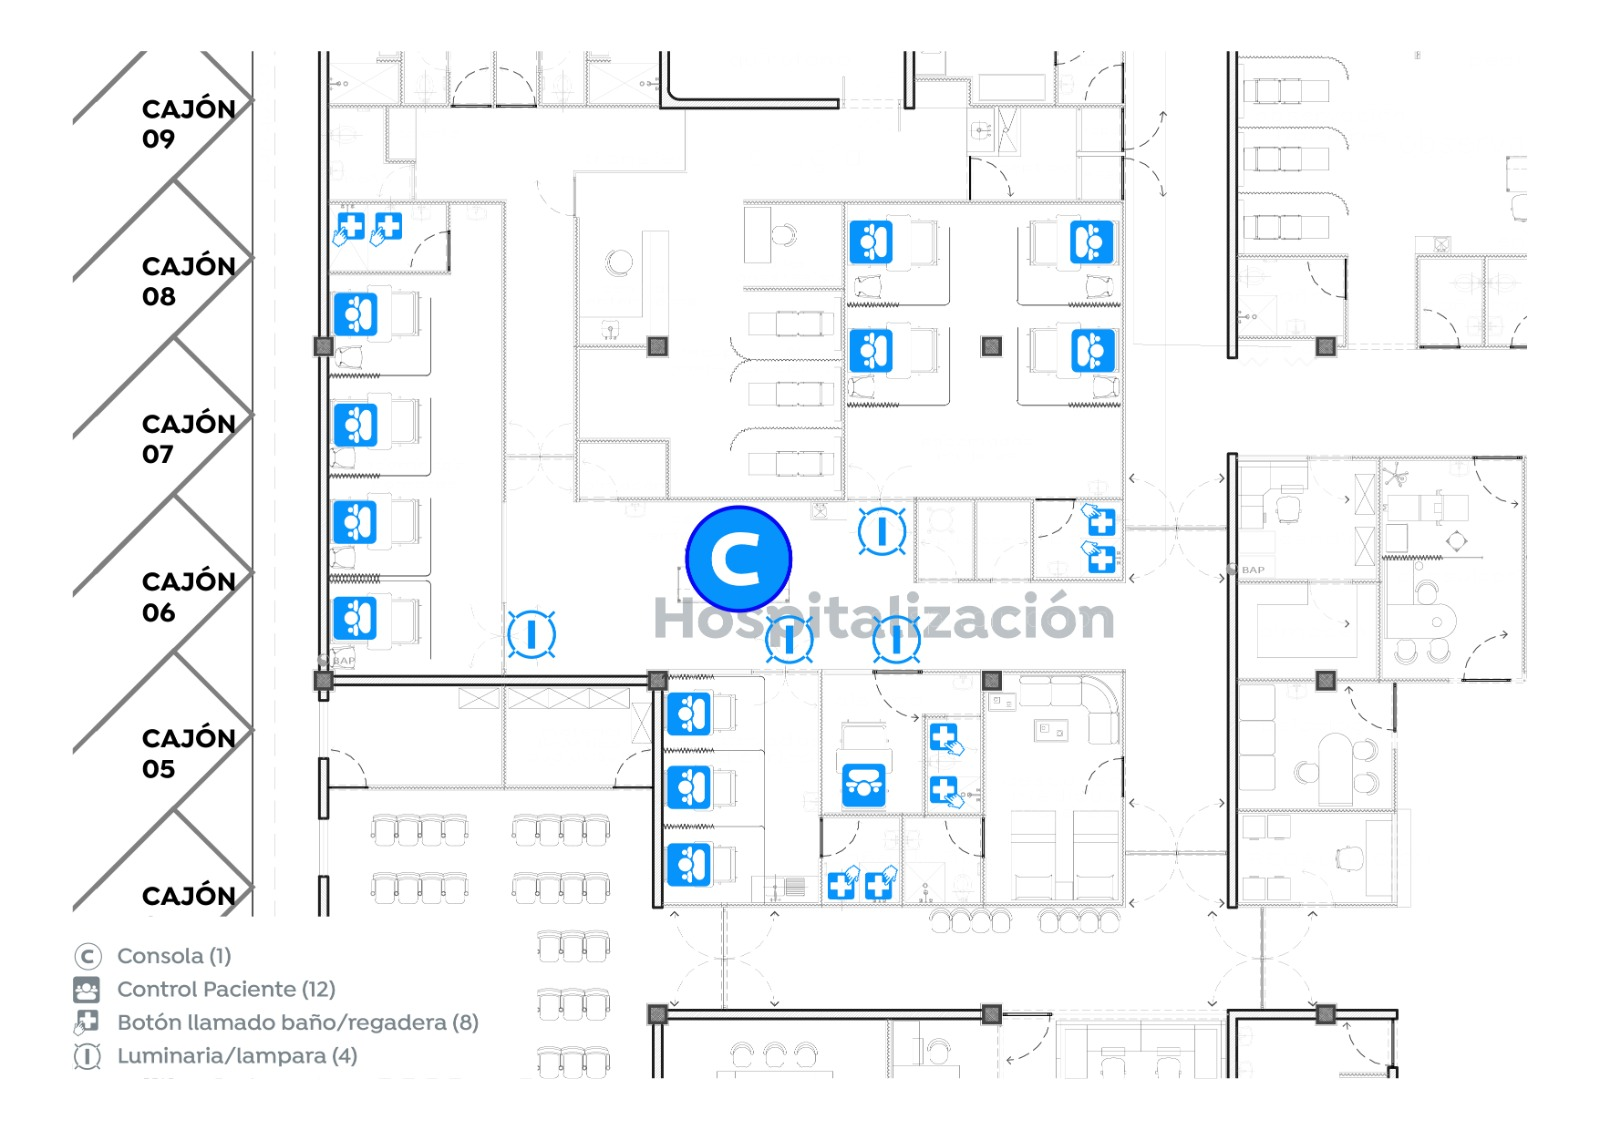 CAJÓN
09
CAJÓN
08
CAJÓN
07
CAJÓN
06
CAJÓN
05
CAJÓN
C
I
I
I
I
Hospitalización
BAP
BAP
C Consola (1)
Control Paciente (12)
Botón llamado baño/regadera (8)
I Luminaria/lampara (4)